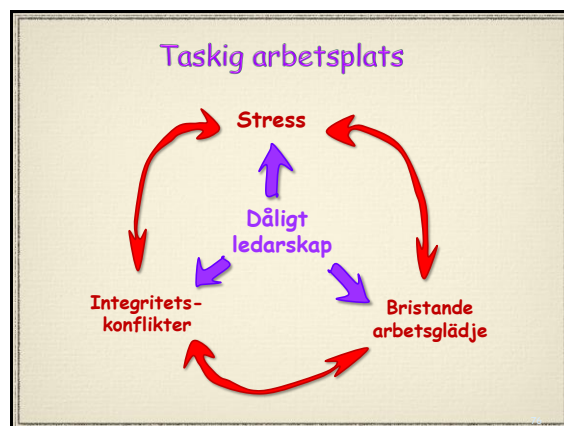 Taskig arbetsplats
Stress
Dåligt
ledarskap
Integritets-
konflikter
Bristande
arbetsglädje